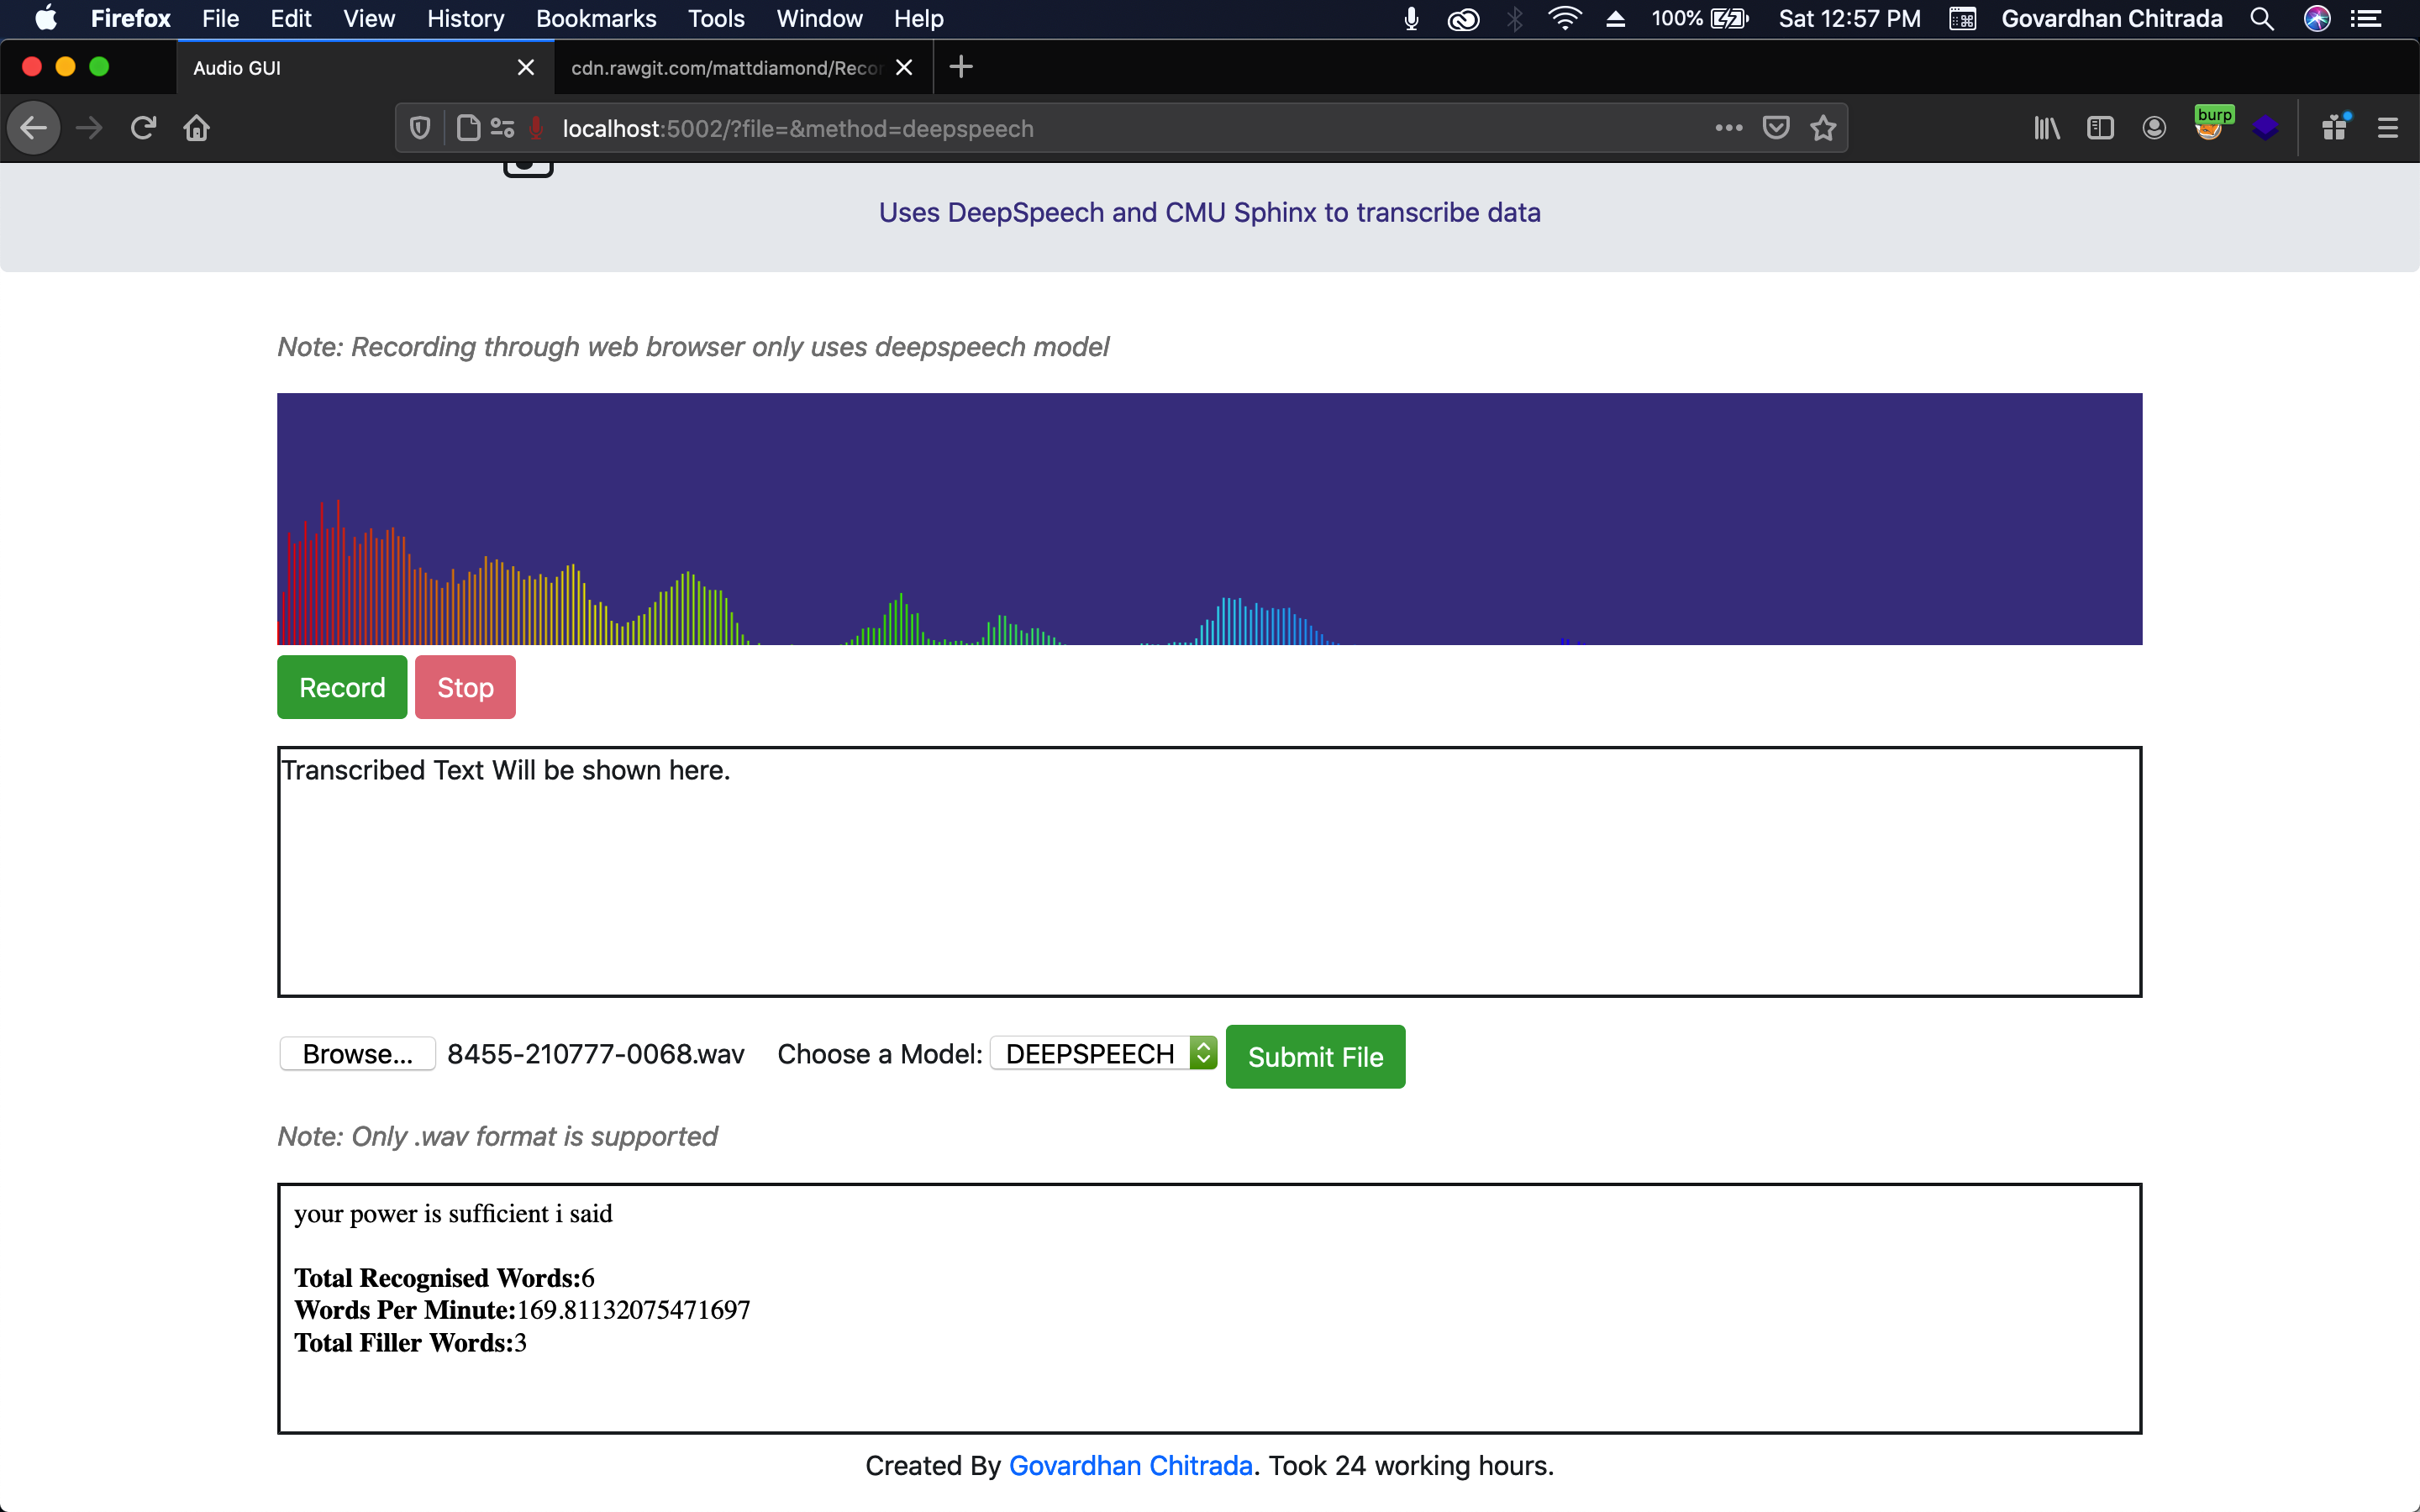 Firefox File Edit View History Bookmarks Tools Window Help 100% Sat 12:57 PM Govardhan Chitrada
Audio GUI cdn.rawgit.com/mattdiamond/Recor
localhost:5002/?file=&method=deepspeech burp
Uses DeepSpeech and CMU Sphinx to transcribe data
Note: Recording through web browser only uses deepspeech model
Record Stop
Transcribed Text Will be shown here.
Browse... 8455-210777-0068.wav Choose a Model: DEEPSPEECH Submit File
Note: Only .wav format is supported
your power is sufficient i said
Total Recognised Words:6
Words Per Minute:169.81132075471697
Total Filler Words:3
Created By Govardhan Chitrada. Took 24 working hours.